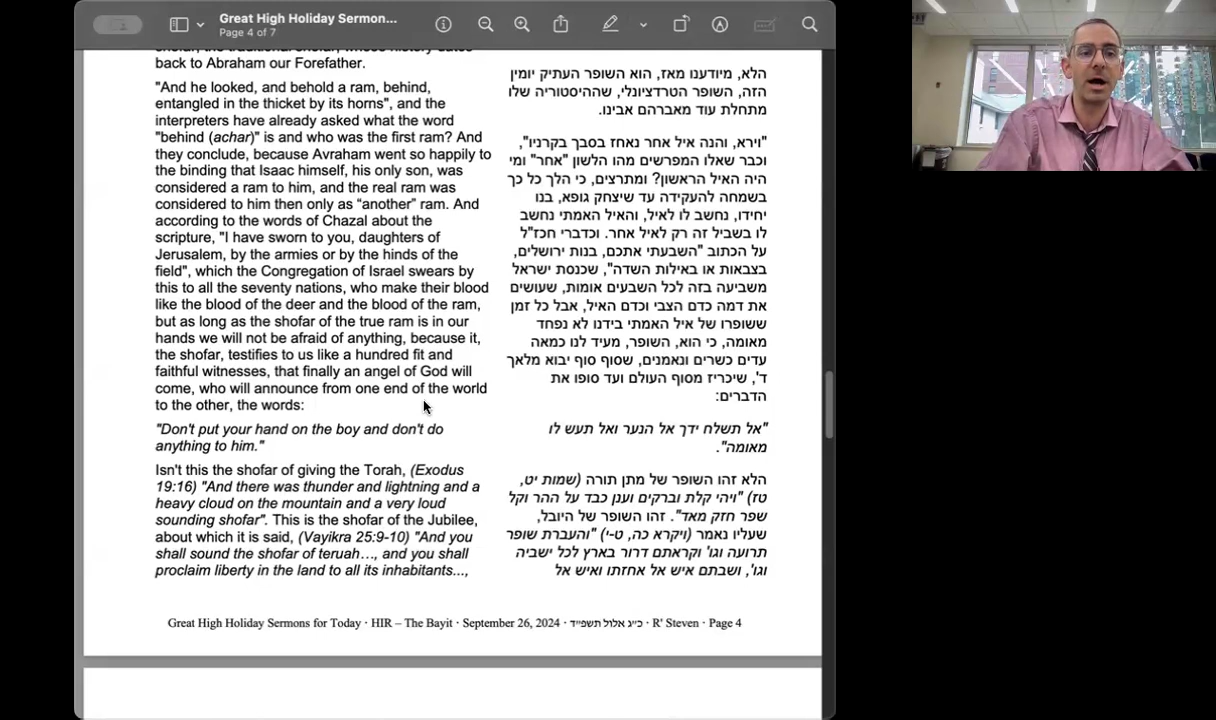 Great High Holiday Sermon...
Page 4 of 7
back to Abraham our Forefather.
"And he looked, and behold a ram, behind,
entangled in the thicket by its horns", and the
interpreters have already asked what the word
"behind (achar)" is and who was the first ram? And
they conclude, because Avraham went so happily to
the binding that Isaac himself, his only son, was
considered a ram to him, and the real ram was
considered to him then only as “another” ram. And
according to the words of Chazal about the
scripture, "I have sworn to you, daughters of
Jerusalem, by the armies or by the hinds of the
field", which the Congregation of Israel swears by
this to all the seventy nations, who make their blood
like the blood of the deer and the blood of the ram,
but as long as the shofar of the true ram is in our
hands we will not be afraid of anything, because it,
the shofar, testifies to us like a hundred fit and
faithful witnesses, that finally an angel of God will
come, who will announce from one end of the world
to the other, the words:
"Don't put your hand on the boy and don't do
anything to him."
Isn't this the shofar of giving the Torah, (Exodus
19:16) "And there was thunder and lightning and a
heavy cloud on the mountain and a very loud
sounding shofar". This is the shofar of the Jubilee,
about which it is said, (Vayikra 25:9-10) "And you
shall sound the shofar of teruah…, and you shall
proclaim liberty in the land to all its inhabitants...,
הלא, מיודענו מאז, הוא השופר העתיק יומין
הזה, השופר הטרדציונלי, שההיסטוריה שלו
מתחלת עוד מאברהם אבינו.
"וירא, והנה איל אחר נאחז בסבך בקרניו",
וכבר שאלו המפרשים מהו הלשון "אחר" ומי
היה האיל הראשון? ומתרצים, כי הלך כל כך
בשמחה להעקידה עד שיצחק גופא, בנו
יחידו, נחשב לו לאיל, והאיל האמתי נחשב
לו בשביל זה רק לאיל אחר. וכדברי חכז"ל
על הכתוב "השבעתי אתכם, בנות ירושלים,
בצבאות או באילות השדה", שכנסת ישראל
משביעה בזה לכל השבעים אומות, שעושים
את דמה כדם הצבי וכדם האיל, אבל כל זמן
ששופרו של איל האמתי בידנו לא נפחד
מאומה, כי הוא, השופר, מעיד לנו כמאה
עדים כשרים ונאמנים, שסוף סוף יבוא מלאך
ד', שיכריז מסוף העולם ועד סופו את
הדברים:
"אל תשלח ידך אל הנער ואל תעש לו
מאומה".
הלא זהו השופר של מתן תורה (שמות יט,
טז) "ויהי קלת וברקים וענן כבד על ההר וקל
שפר חזק מאד". זהו השופר של היובל,
שעליו נאמר (ויקרא כה, ט-י) "והעברת שופר
תרועה וגו' וקראתם דרור בארץ לכל ישביה
וגו', ושבתם איש אל אחזתו ואיש אל
Great High Holiday Sermons for Today · HIR – The Bayit · September 26, 2024 · כ״ג אלול תשפ״ד · R' Steven · Page 4